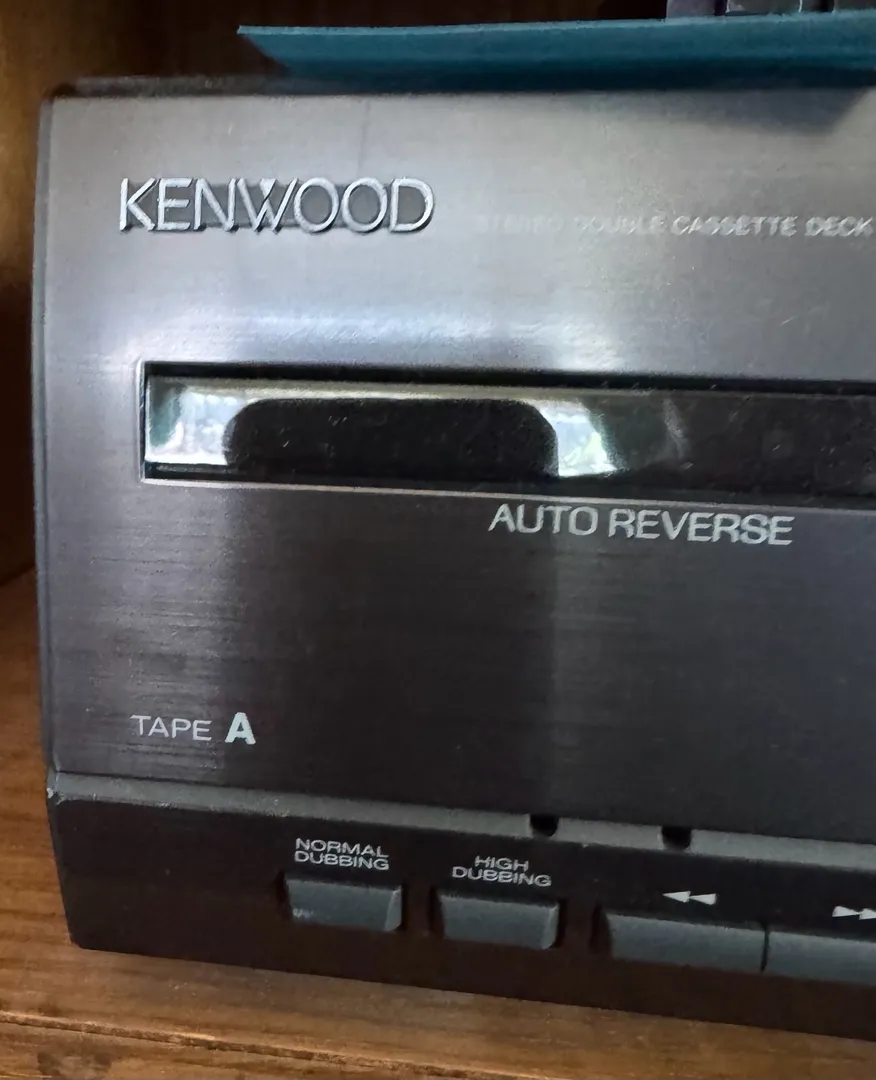 KENWOOD
STEREO DOUBLE CASSETTE DECK
AUTO REVERSE
TAPE A
NORMAL
DUBBING
HIGH
DUBBING